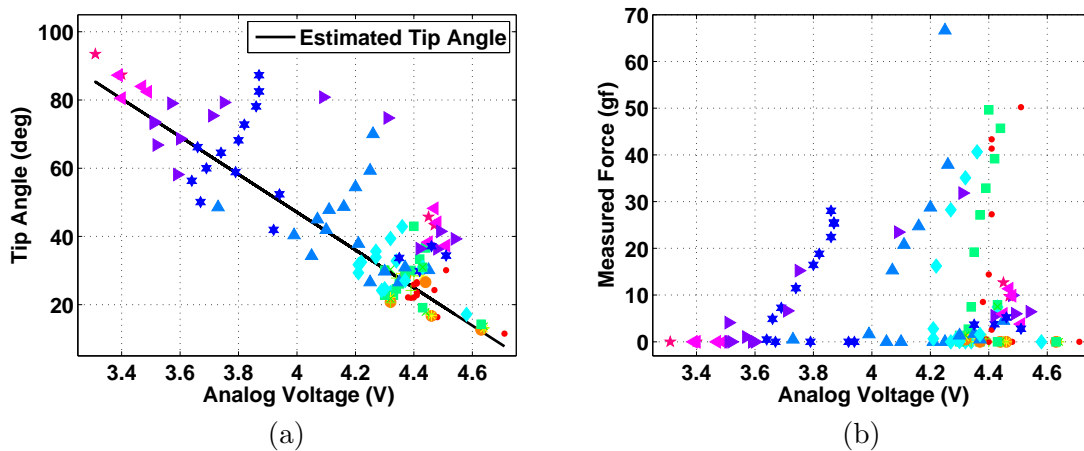 Tip Angle (deg)
100
80
60
40
20
Estimated Tip Angle
3.4 3.6 3.8 4 4.2 4.4 4.6
Analog Voltage (V)
(a)
Measured Force (gf)
70
60
50
40
30
20
10
0
3.4 3.6 3.8 4 4.2 4.4 4.6
Analog Voltage (V)
(b)